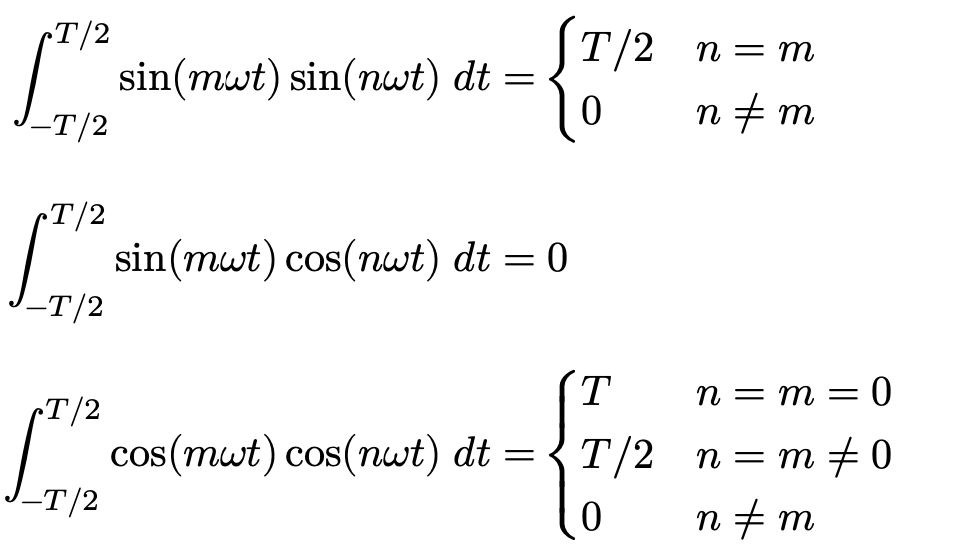 ∫_{-T/2}^{T/2} sin(mωt) sin(nωt) dt = { T/2 n = m
0 n ≠ m
∫_{-T/2}^{T/2} sin(mωt) cos(nωt) dt = 0
∫_{-T/2}^{T/2} cos(mωt) cos(nωt) dt = { T n = m = 0
T/2 n = m ≠ 0
0 n ≠ m